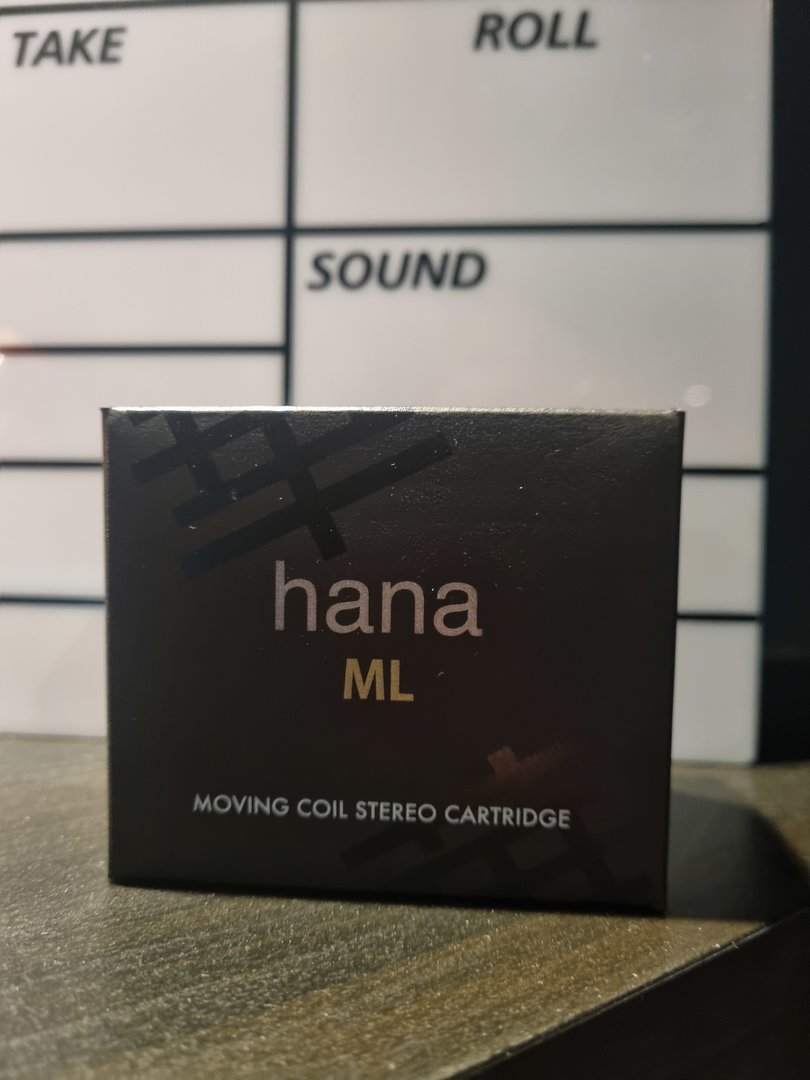 TAKE
ROLL
SOUND
hana
ML
MOVING COIL STEREO CARTRIDGE